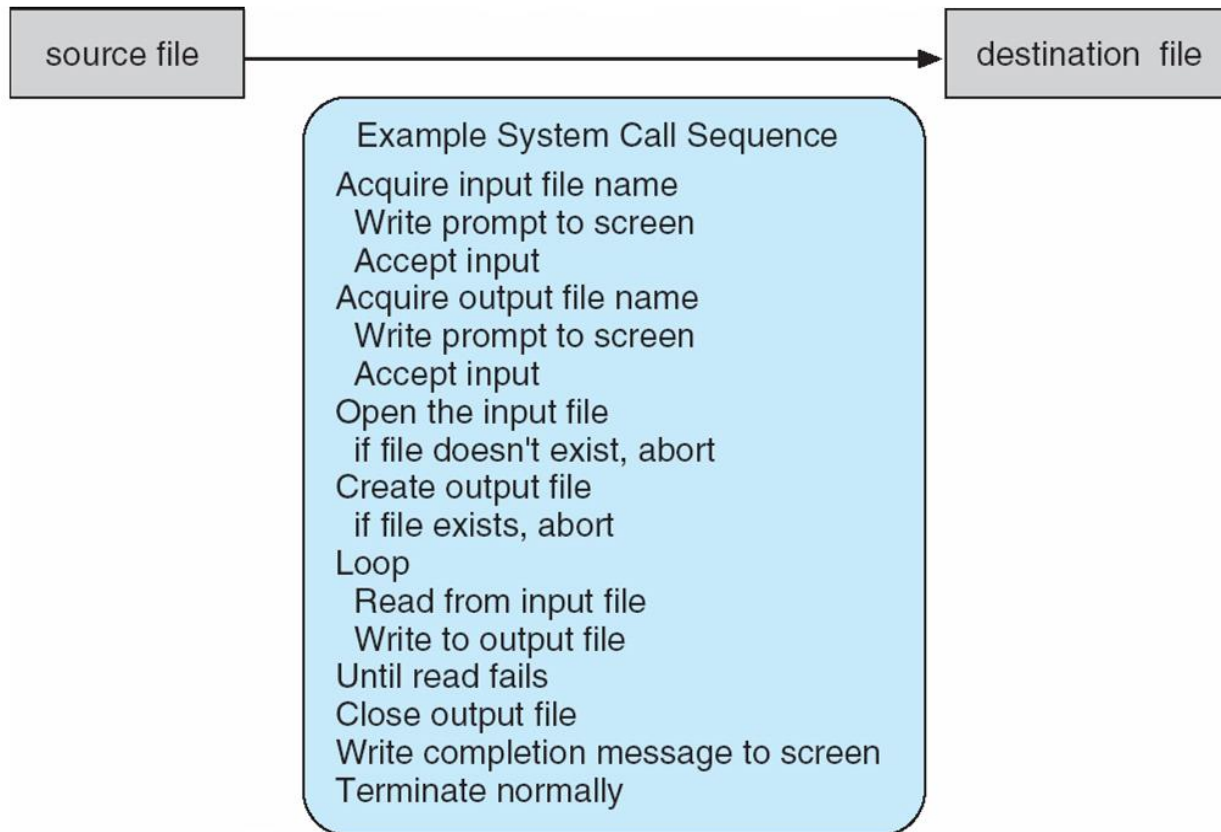 source file
destination file
Example System Call Sequence
Acquire input file name
Write prompt to screen
Accept input
Acquire output file name
Write prompt to screen
Accept input
Open the input file
if file doesn't exist, abort
Create output file
if file exists, abort
Loop
Read from input file
Write to output file
Until read fails
Close output file
Write completion message to screen
Terminate normally